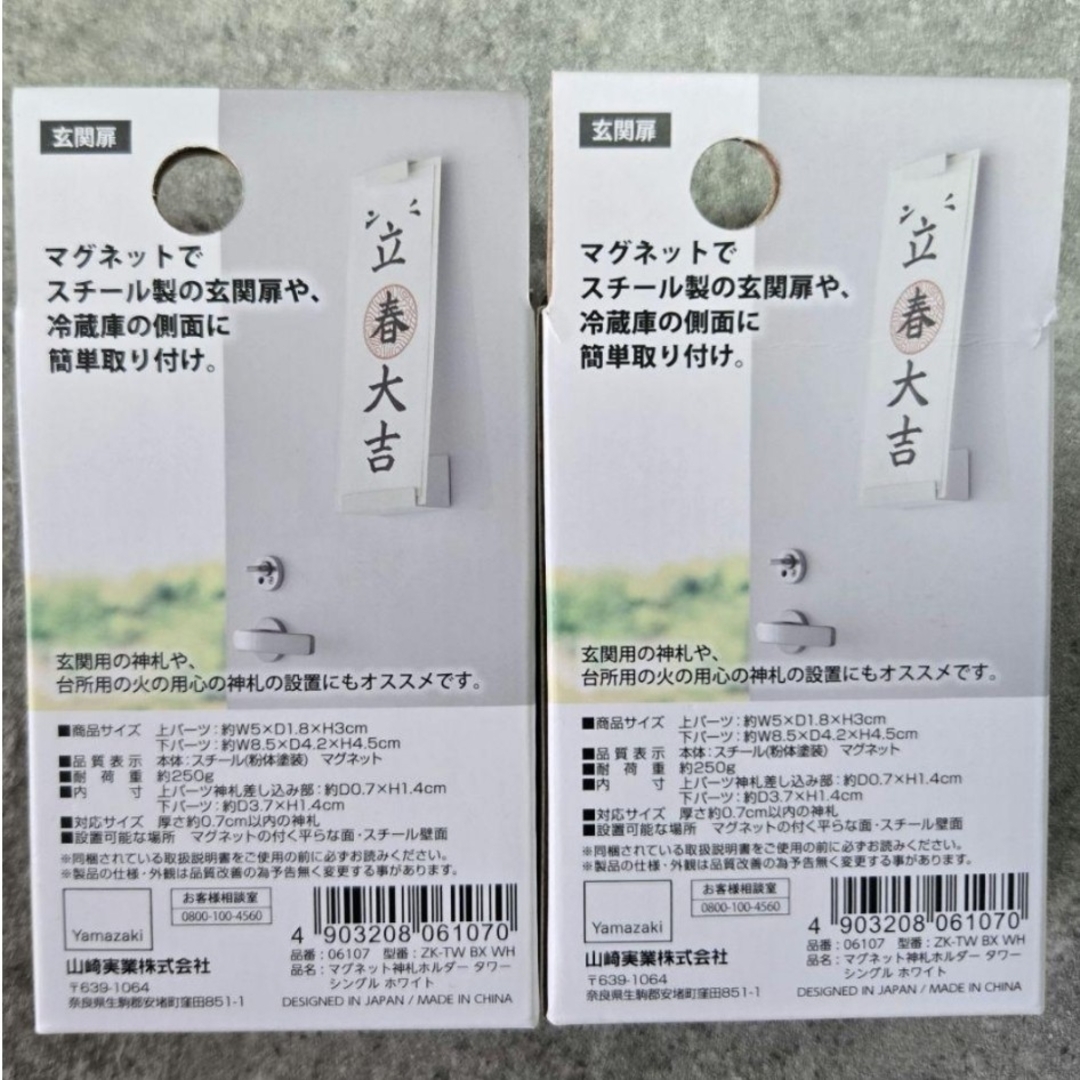 玄関扉
マグネットで
スチール製の玄関扉や、
冷蔵庫の側面に
簡単取り付け。
立
春
大
吉
玄関用の神札や、
台所用の火の用心の神札の設置にもオススメです。
■商品サイズ 上パーツ:約W5×D1.8×H3cm
下パーツ:約W8.5×D4.2×H4.5cm
■品質表示 本体:スチール(粉体塗装) マグネット
■耐荷重 約250g
■内寸 上パーツ神札差し込み部:約D0.7×H1.4cm
下パーツ:約D3.7×H1.4cm
■対応サイズ 厚さ約0.7cm以内の神札
■設置可能な場所 マグネットの付く平らな面・スチール壁面
※同梱されている取扱説明書をご使用の前に必ずお読みください。
※製品の仕様・外観は品質改善の為予告無く変更する事があります。
Yamazaki
お客様相談室
0800-100-4560
4 903208 061070
山崎実業株式会社
〒639-1064
奈良県生駒郡安堵町窪田851-1
品番:06107 型番:ZK-TW BX WH
品名:マグネット神札ホルダー タワー
シングル ホワイト
DESIGNED IN JAPAN / MADE IN CHINA
玄関扉
マグネットで
スチール製の玄関扉や、
冷蔵庫の側面に
簡単取り付け。
立
春
大
吉
玄関用の神札や、
台所用の火の用心の神札の設置にもオススメです。
■商品サイズ 上パーツ:約W5×D1.8×H3cm
下パーツ:約W8.5×D4.2×H4.5cm
■品質表示 本体:スチール(粉体塗装) マグネット
■耐荷重 約250g
■内寸 上パーツ神札差し込み部:約D0.7×H1.4cm
下パーツ:約D3.7×H1.4cm
■対応サイズ 厚さ約0.7cm以内の神札
■設置可能な場所 マグネットの付く平らな面・スチール壁面
※同梱されている取扱説明書をご使用の前に必ずお読みください。
※製品の仕様・外観は品質改善の為予告無く変更する事があります。
Yamazaki
お客様相談室
0800-100-4560
4 903208 061070
山崎実業株式会社
〒639-1064
奈良県生駒郡安堵町窪田851-1
品番:06107 型番:ZK-TW BX WH
品名:マグネット神札ホルダー タワー
シングル ホワイト
DESIGNED IN JAPAN / MADE IN CHINA